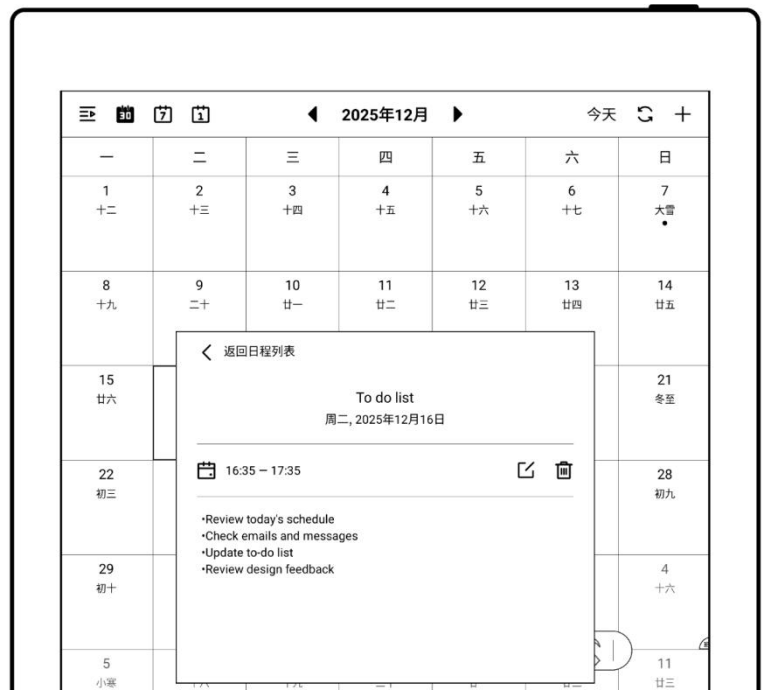 30 7 1 2025年12月 今天
一 二 三 四 五 六 日
1 2 3 4 5 6 7
十二 十三 十四 十五 十六 十七 大雪
8 9 10 11 12 13 14
十九 二十 廿一 廿二 廿三 廿四 廿五
返回日程列表
15 21
廿六 冬至
To do list
周二, 2025年12月16日
16:35 – 17:35
22 28
初三 初九
•Review today's schedule
•Check emails and messages
•Update to-do list
•Review design feedback
29 4
初十 十六
5 11
小寒 廿三